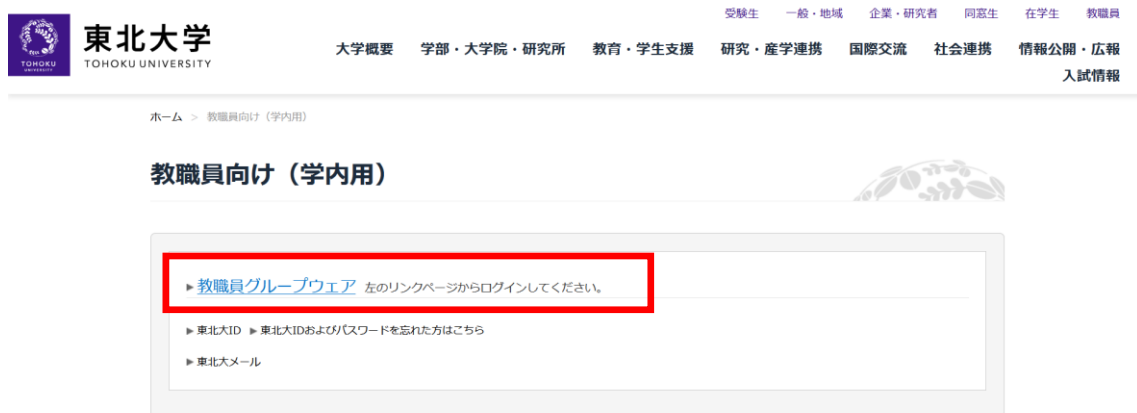 受験生 一般・地域 企業・研究者 同窓生 在学生 教職員
TOHOKU
UNIVERSITY
東北大学
TOHOKU UNIVERSITY
大学概要 学部・大学院・研究所 教育・学生支援 研究・産学連携 国際交流 社会連携 情報公開・広報
入試情報
ホーム > 教職員向け（学内用）
教職員向け（学内用）
▶教職員グループウェア 左のリンクページからログインしてください。
▶東北大ID ▶東北大IDおよびパスワードを忘れた方はこちら
▶東北大メール